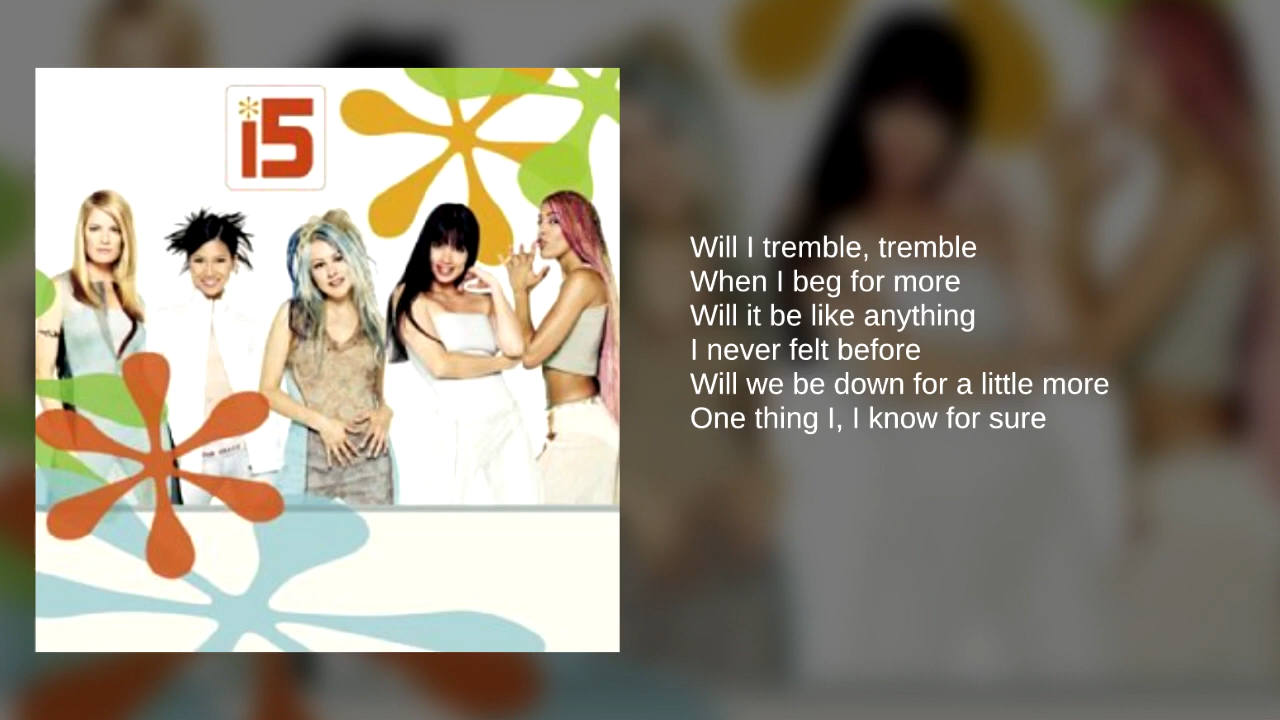 i5
Will I tremble, tremble
When I beg for more
Will it be like anything
I never felt before
Will we be down for a little more
One thing I, I know for sure